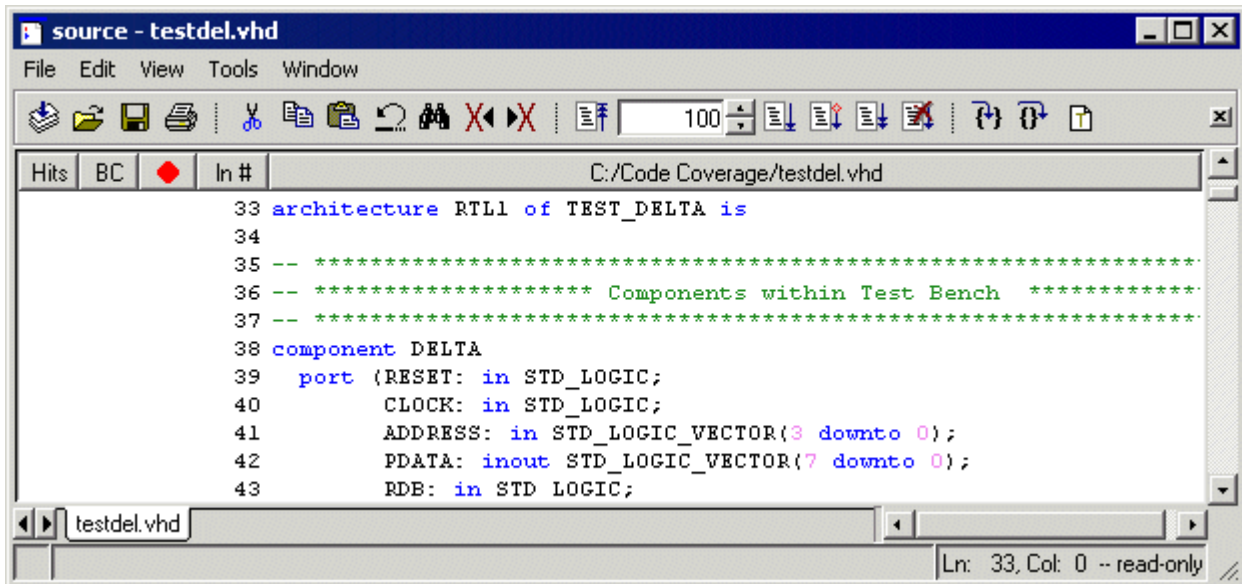 source - testdel.vhd
File Edit View Tools Window
100
Hits BC ln # C:/Code Coverage/testdel.vhd
33 architecture RTL1 of TEST_DELTA is
34
35 -- ****************************************************************
36 -- ******************** Components within Test Bench ************
37 -- ****************************************************************
38 component DELTA
39 port (RESET: in STD_LOGIC;
40 CLOCK: in STD_LOGIC;
41 ADDRESS: in STD_LOGIC_VECTOR(3 downto 0);
42 PDATA: inout STD_LOGIC_VECTOR(7 downto 0);
43 RDB: in STD LOGIC;
testdel.vhd
Ln: 33, Col: 0 -- read-only